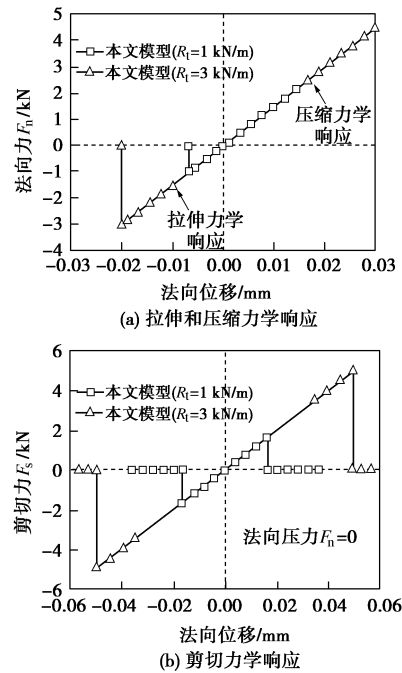 5
4
3
2
1
0
−1
−2
−3
−4
法向力Fn/kN
本文模型(Rt=1 kN/m)
本文模型(Rt=3 kN/m)
压缩力学
响应
拉伸力学
响应
−0.03 −0.02 −0.01 0.00 0.01 0.02 0.03
法向位移/mm
(a) 拉伸和压缩力学响应
6
4
2
0
−2
−4
−6
剪切力Fs/kN
本文模型(Rt=1 kN/m)
本文模型(Rt=3 kN/m)
法向压力Fn=0
−0.06 −0.04 −0.02 0.00 0.02 0.04 0.06
法向位移/mm
(b) 剪切力学响应